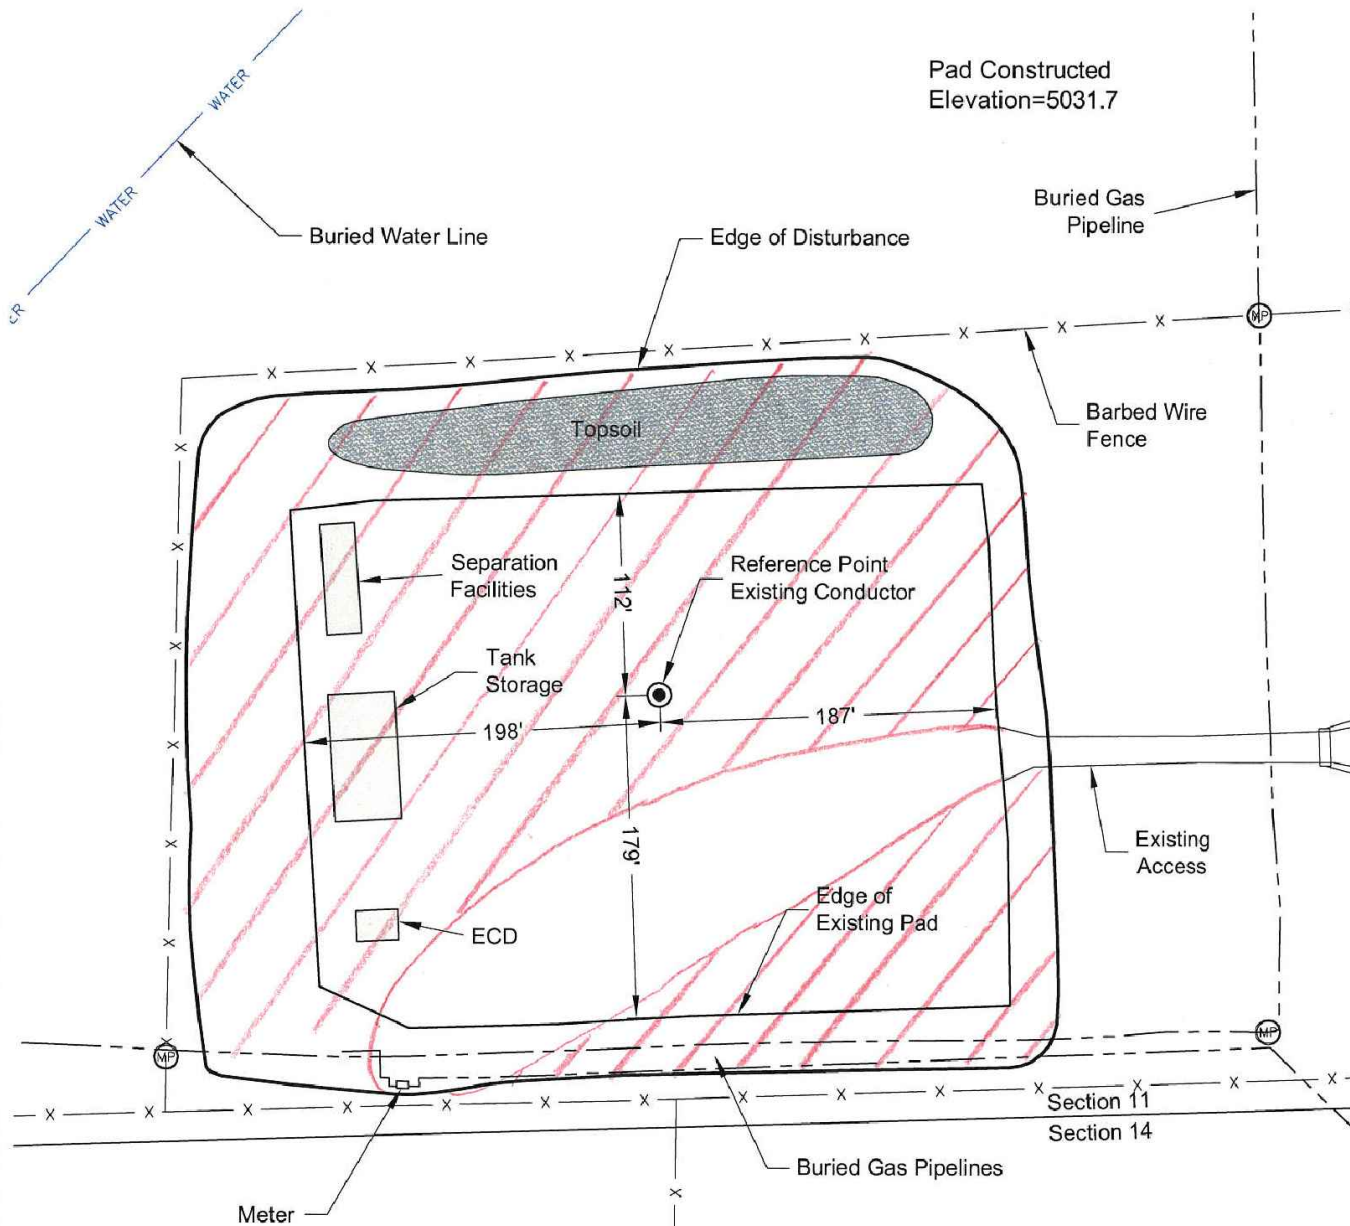 Pad Constructed
Elevation=5031.7
WATER
WATER
ER
Buried Gas
Pipeline
Buried Water Line
Edge of Disturbance
MP
X X X X X X X X X X
Barbed Wire
Fence
Topsoil
X
X
X
X
X
X
X
Separation
Facilities
112'
Reference Point
Existing Conductor
Tank
Storage
198'
187'
179'
Existing
Access
Edge of
Existing Pad
ECD
MP
MP
X X X X X X X X X X X X X X
Section 11
Section 14
Buried Gas Pipelines
X
Meter